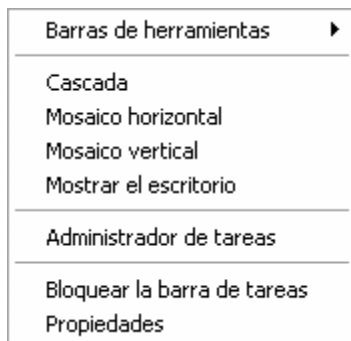 Barras de herramientas
Cascada
Mosaico horizontal
Mosaico vertical
Mostrar el escritorio
Administrador de tareas
Bloquear la barra de tareas
Propiedades